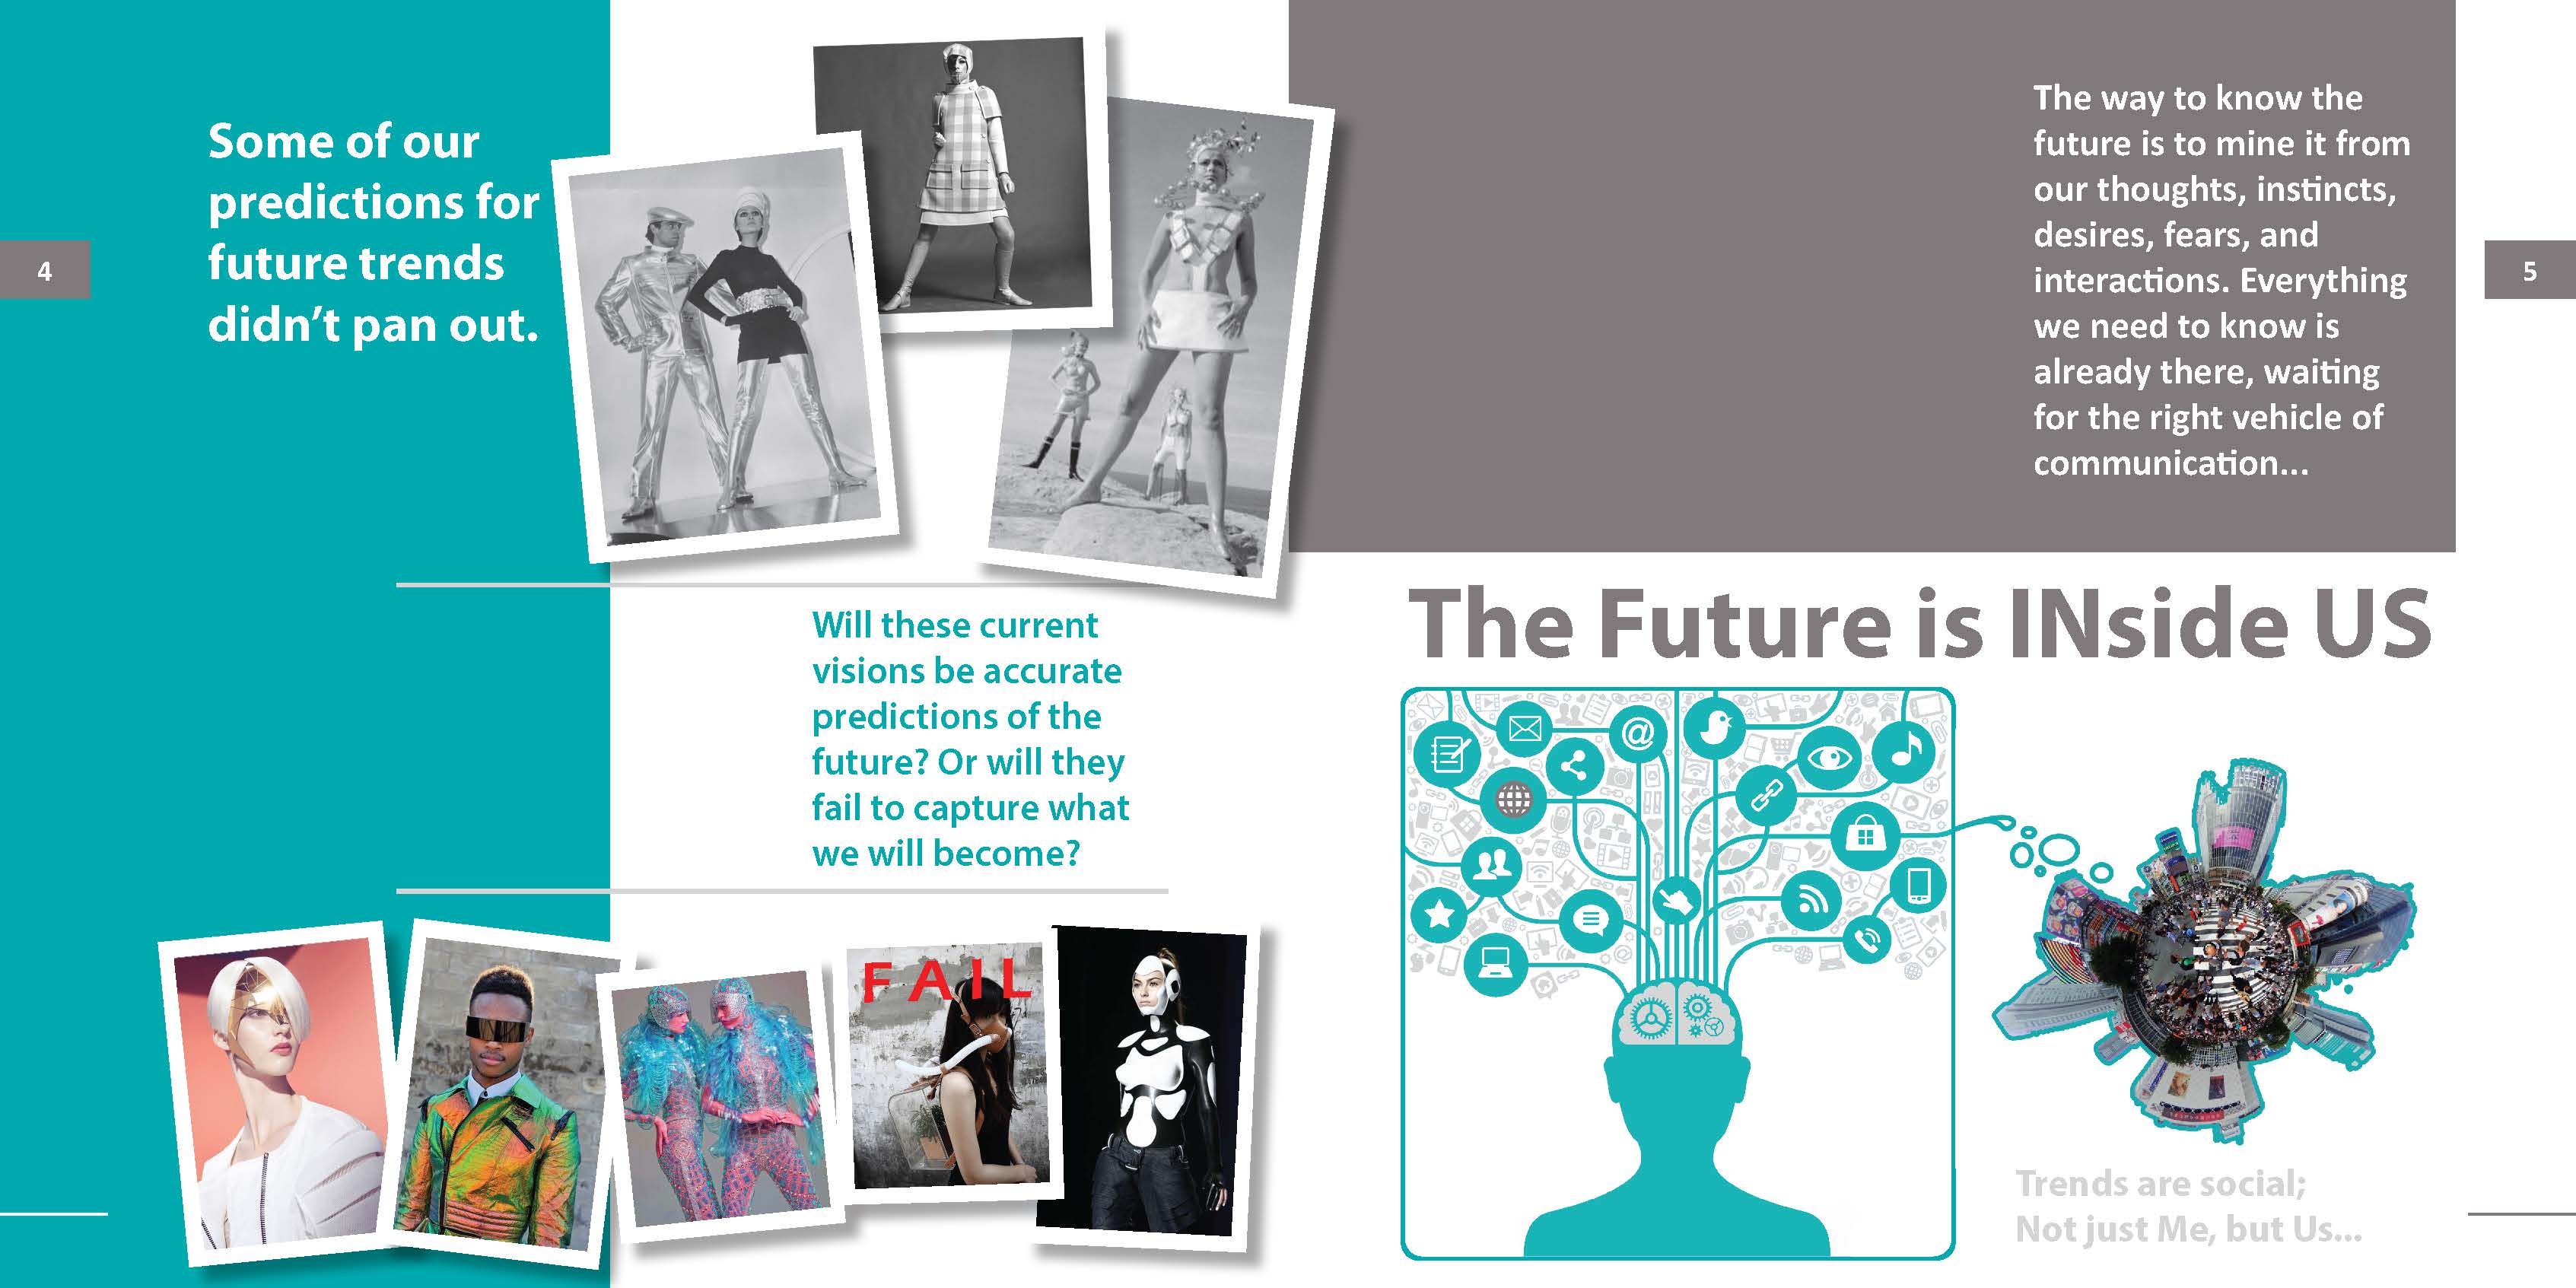 4
Some of our
predictions for
future trends
didn’t pan out.
Will these current
visions be accurate
predictions of the
future? Or will they
fail to capture what
we will become?
FAIL
The way to know the
future is to mine it from
our thoughts, instincts,
desires, fears, and
interactions. Everything
we need to know is
already there, waiting
for the right vehicle of
communication...
5
The Future is INside US
@
Trends are social;
Not just Me, but Us...